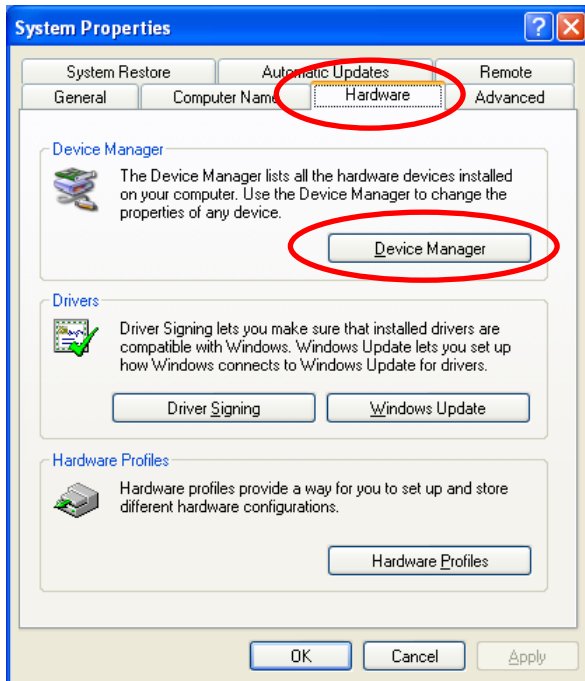 System Properties
System Restore Automatic Updates Remote
General Computer Name Hardware Advanced
Device Manager
The Device Manager lists all the hardware devices installed
on your computer. Use the Device Manager to change the
properties of any device.
Device Manager
Drivers
Driver Signing lets you make sure that installed drivers are
compatible with Windows. Windows Update lets you set up
how Windows connects to Windows Update for drivers.
Driver Signing Windows Update
Hardware Profiles
Hardware profiles provide a way for you to set up and store
different hardware configurations.
Hardware Profiles
OK Cancel Apply